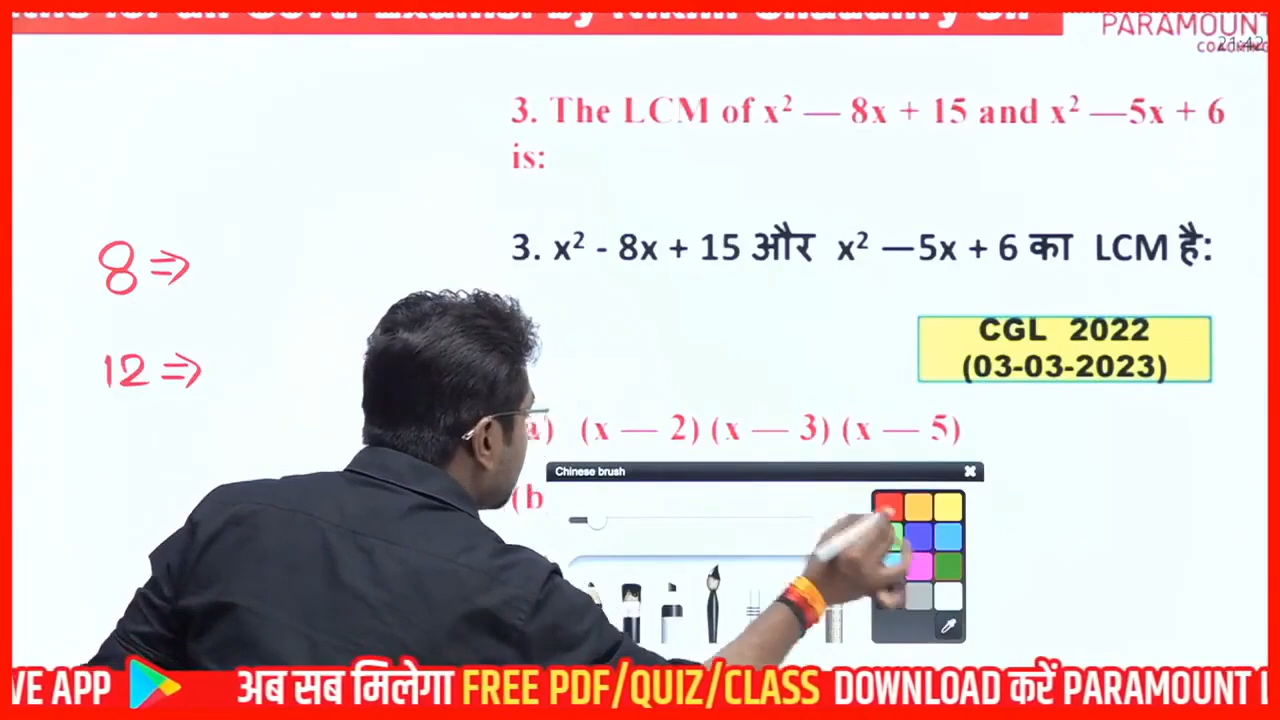 PARAMOUNT
21:42
3. The LCM of x² — 8x + 15 and x² —5x + 6
is:
3. x² - 8x + 15 और x² —5x + 6 का LCM है:
8 ⇒
12 ⇒
CGL 2022
(03-03-2023)
a) (x — 2) (x — 3) (x — 5)
(b
Chinese brush
VE APP अब सब मिलेगा FREE PDF/QUIZ/CLASS DOWNLOAD करें PARAMOUNT